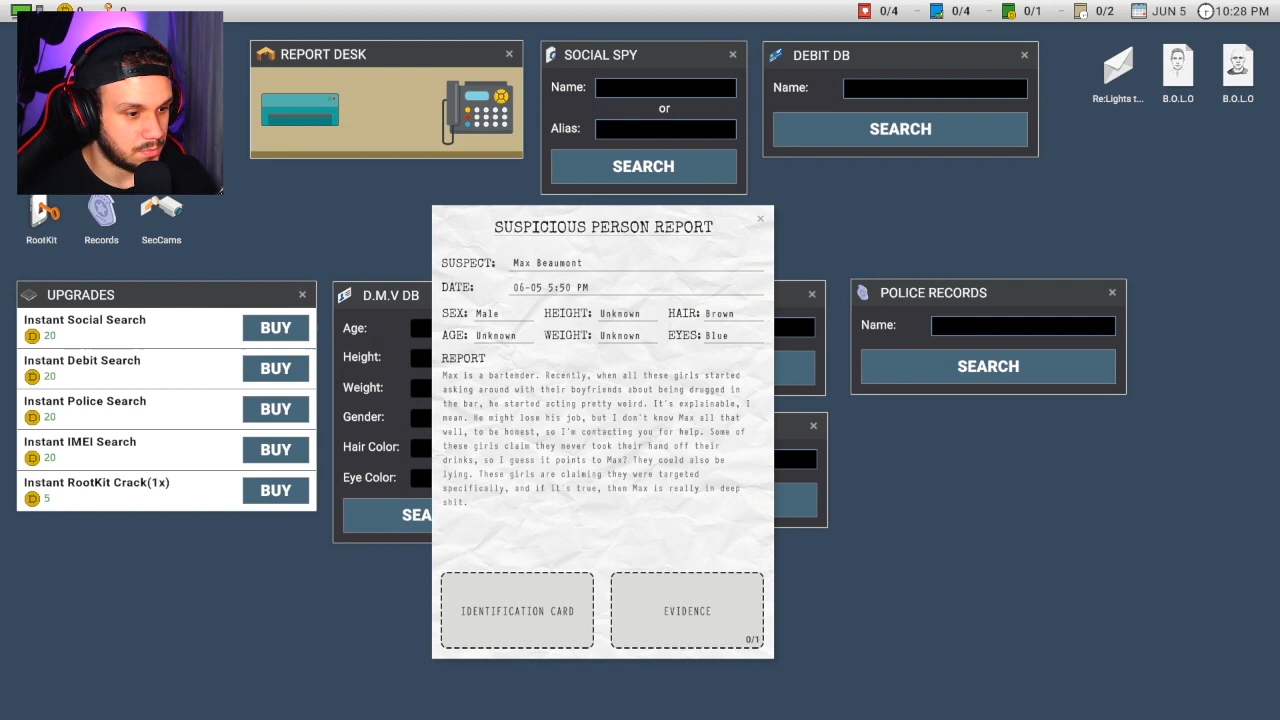 0/4
0/4
0/1
0/2
JUN 5
10:28 PM
REPORT DESK
SOCIAL SPY
Name:
or
Alias:
SEARCH
DEBIT DB
Name:
SEARCH
Re:Lights t...
B.O.L.O
B.O.L.O
RootKit
Records
SecCams
UPGRADES
Instant Social Search
20
BUY
Instant Debit Search
20
BUY
Instant Police Search
20
BUY
Instant IMEI Search
20
BUY
Instant RootKit Crack(1x)
5
BUY
D.M.V DB
Age:
Height:
Weight:
Gender:
Hair Color:
Eye Color:
SEA
SUSPICIOUS PERSON REPORT
SUSPECT: Max Beaumont
DATE: 06-05 5:50 PM
SEX: Male HEIGHT: Unknown HAIR: Brown
AGE: Unknown WEIGHT: Unknown EYES: Blue
REPORT
Max is a bartender. Recently, when all these girls started
asking around with their boyfriends about being drugged in
the bar, he started acting pretty weird. It's explainable, I
mean. He might lose his job, but I don't know Max all that
well, to be honest, so I'm contacting you for help. Some of
these girls claim they never took their hand off their
drinks, so I guess it points to Max? They could also be
lying. These girls are claiming they were targeted
specifically, and if it's true, then Max is really in deep
shit.
IDENTIFICATION CARD
EVIDENCE
0/1
POLICE RECORDS
Name:
SEARCH